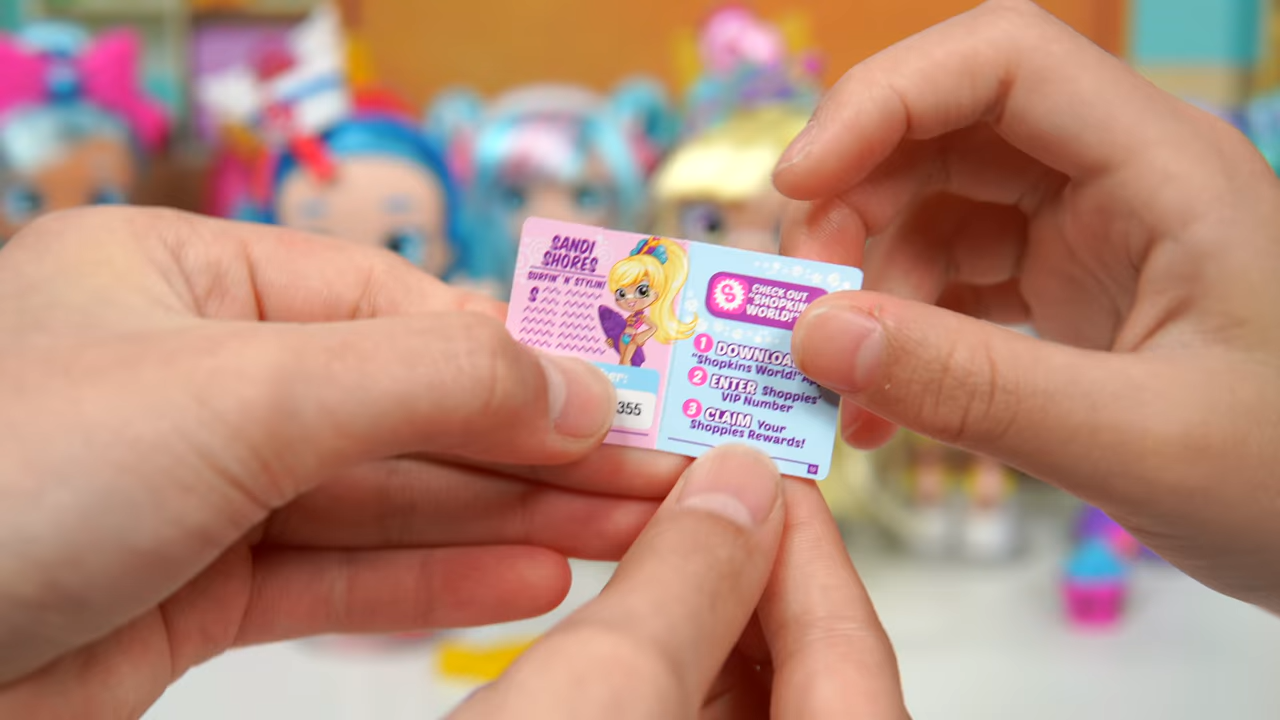 SANDI
SHORES
SURFIN' 'N' STYLIN'
S
355
S
CHECK OUT
"SHOPKIN
WORLD!"
1 DOWNLOA
"Shopkins World!" Ap
2 ENTER Shoppies'
VIP Number
3 CLAIM Your
Shoppies Rewards!